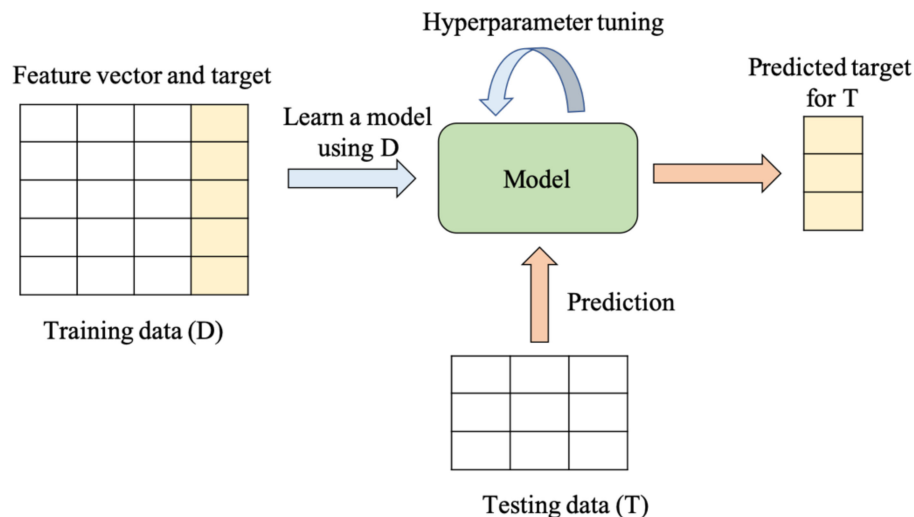 Hyperparameter tuning
Feature vector and target
Predicted target
for T
Learn a model
using D
Model
Prediction
Training data (D)
Testing data (T)